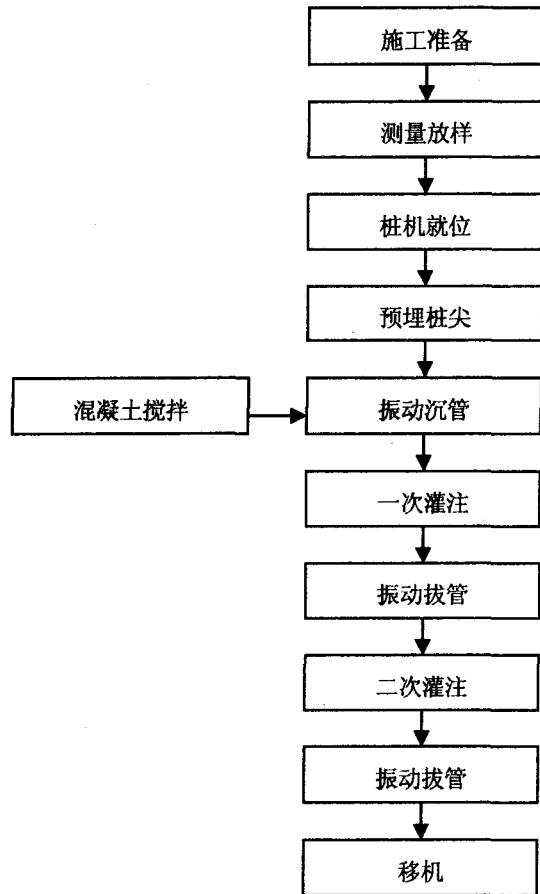 施工准备
测量放样
桩机就位
预埋桩尖
混凝土搅拌
振动沉管
一次灌注
振动拔管
二次灌注
振动拔管
移机